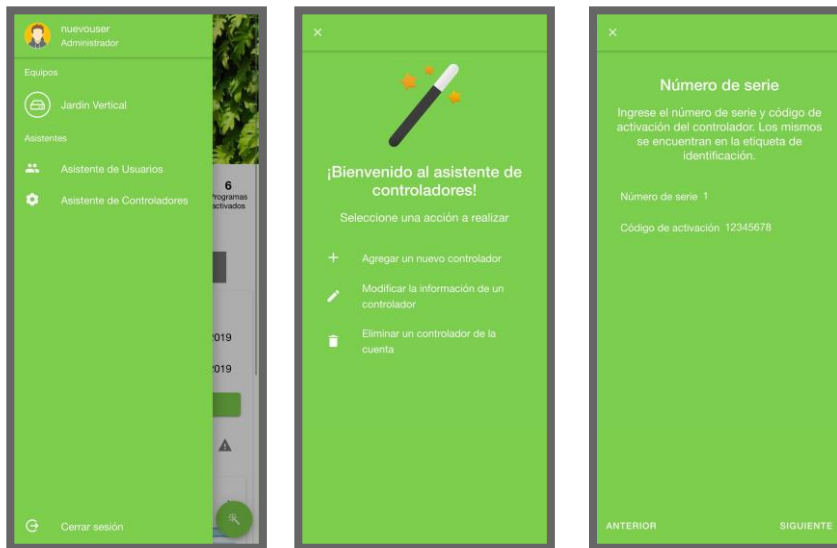 nuevouser
Administrador
Equipos
Jardin Vertical
Asistentes
Asistente de Usuarios
Asistente de Controladores
Cerrar sesión
6
Programas
activados
2019
2019
¡Bienvenido al asistente de
controladores!
Seleccione una acción a realizar
Agregar un nuevo controlador
Modificar la información de un
controlador
Eliminar un controlador de la
cuenta
Número de serie
Ingrese el número de serie y código de
activación del controlador. Los mismos
se encuentran en la etiqueta de
identificación.
Número de serie 1
Código de activación 12345678
ANTERIOR
SIGUIENTE